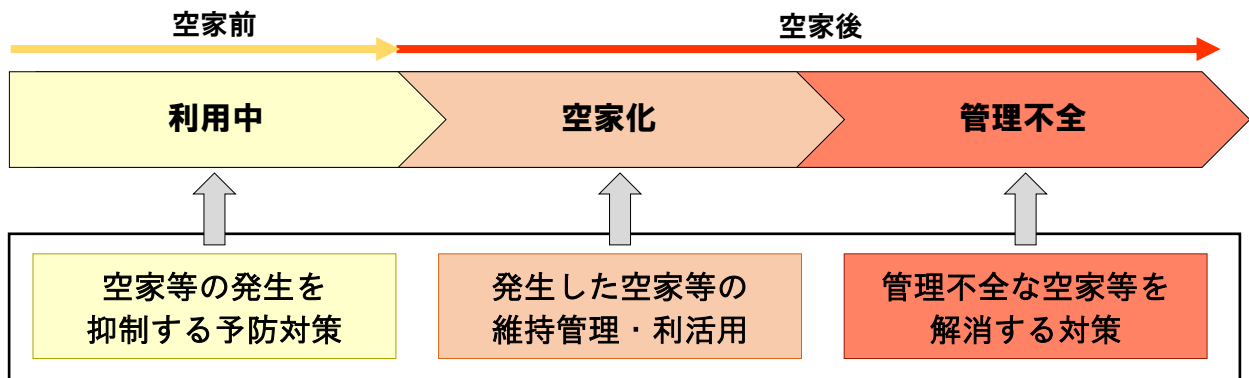 空家前
空家後
利用中
空家化
管理不全
空家等の発生を
抑制する予防対策
発生した空家等の
維持管理・利活用
管理不全な空家等を
解消する対策